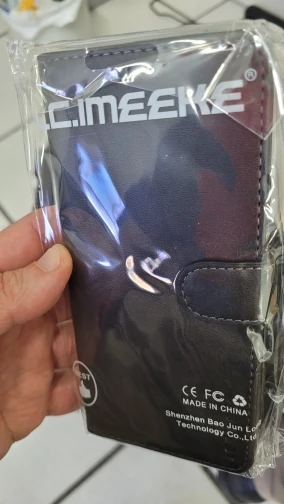 .C.IMEEKE®
CE FC
MADE IN CHINA
Shenzhen Bao Jun
Technology Co.,Ltd